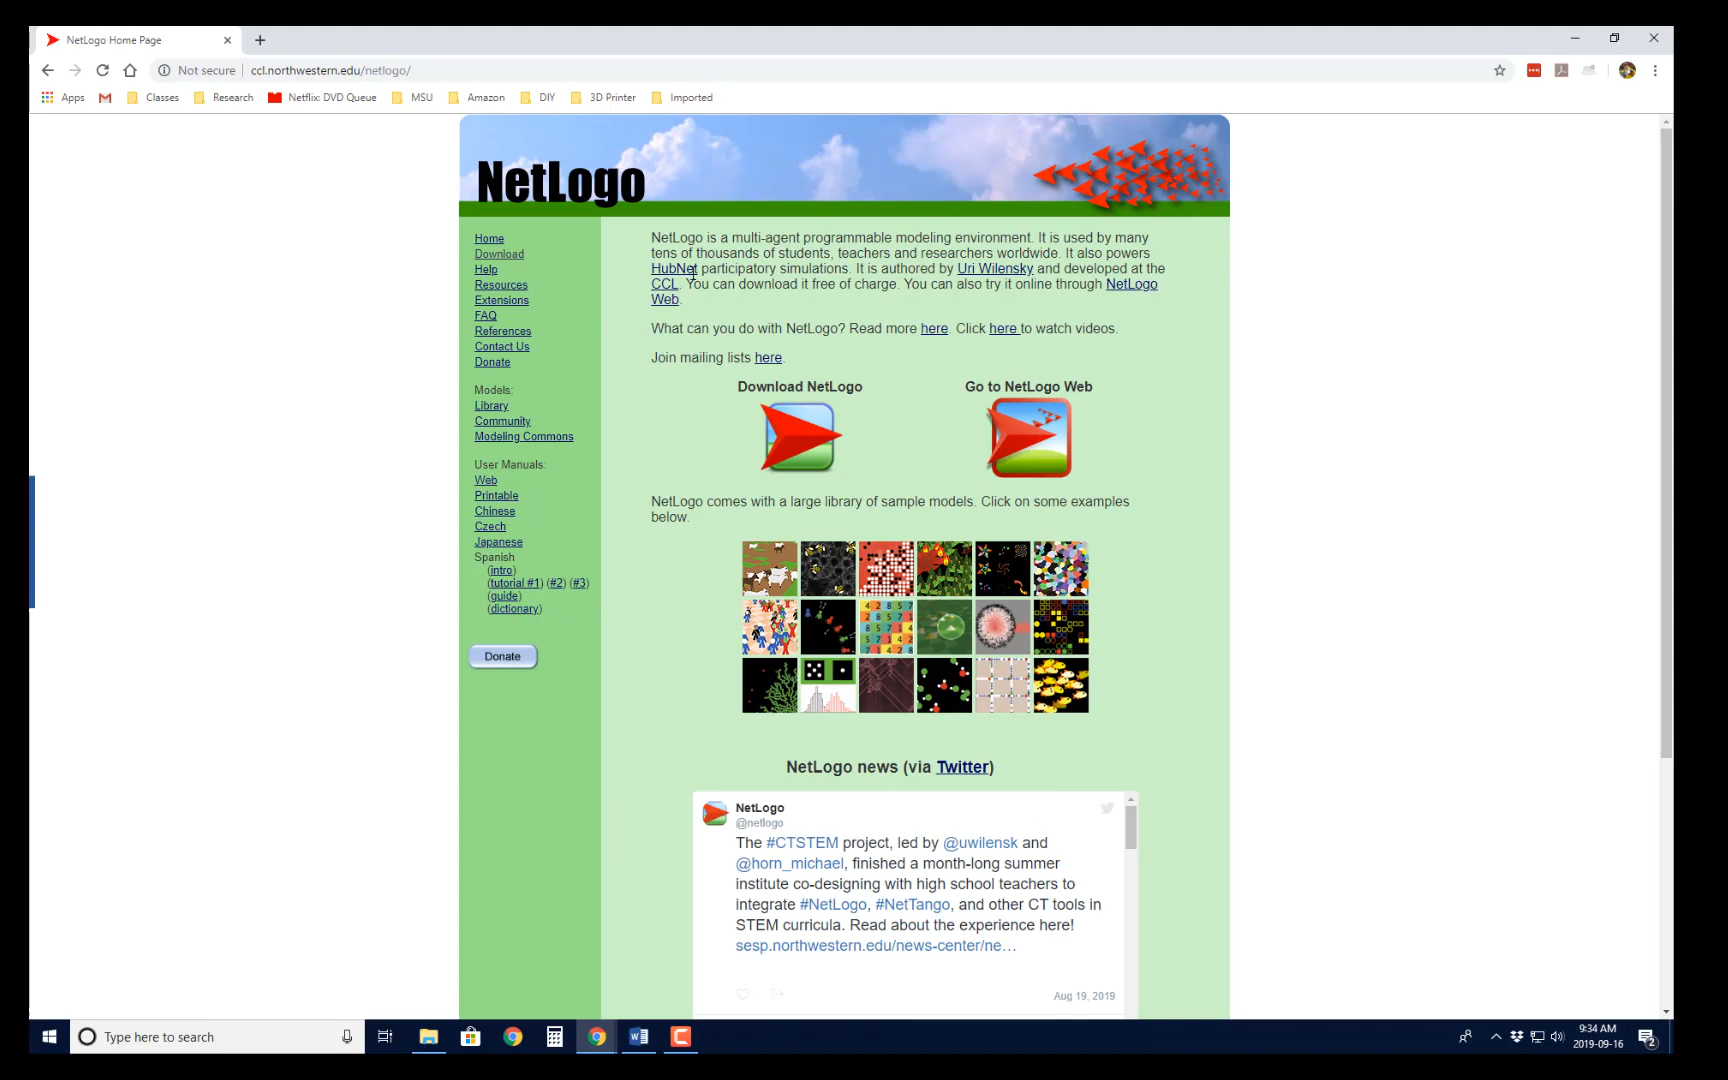 NetLogo Home Page
Not secure
ccl.northwestern.edu/netlogo/
Apps
Classes
Research
Netflix: DVD Queue
MSU
Amazon
DIY
3D Printer
Imported
NetLogo
Home
Download
Help
Resources
Extensions
FAQ
References
Contact Us
Donate
Models:
Library
Community
Modeling Commons
User Manuals:
Web
Printable
Chinese
Czech
Japanese
Spanish
(intro)
(tutorial #1) (#2) (#3)
(guide)
(dictionary)
Donate
NetLogo is a multi-agent programmable modeling environment. It is used by many
tens of thousands of students, teachers and researchers worldwide. It also powers
HubNet participatory simulations. It is authored by Uri Wilensky and developed at the
CCL. You can download it free of charge. You can also try it online through NetLogo
Web.
What can you do with NetLogo? Read more here. Click here to watch videos.
Join mailing lists here.
Download NetLogo
Go to NetLogo Web
NetLogo comes with a large library of sample models. Click on some examples
below.
NetLogo news (via Twitter)
NetLogo
@netlogo
The #CTSTEM project, led by @uwilensk and
@horn_michael, finished a month-long summer
institute co-designing with high school teachers to
integrate #NetLogo, #NetTango, and other CT tools in
STEM curricula. Read about the experience here!
sesp.northwestern.edu/news-center/ne…
Aug 19, 2019
Type here to search
9:34 AM
2019-09-16
2